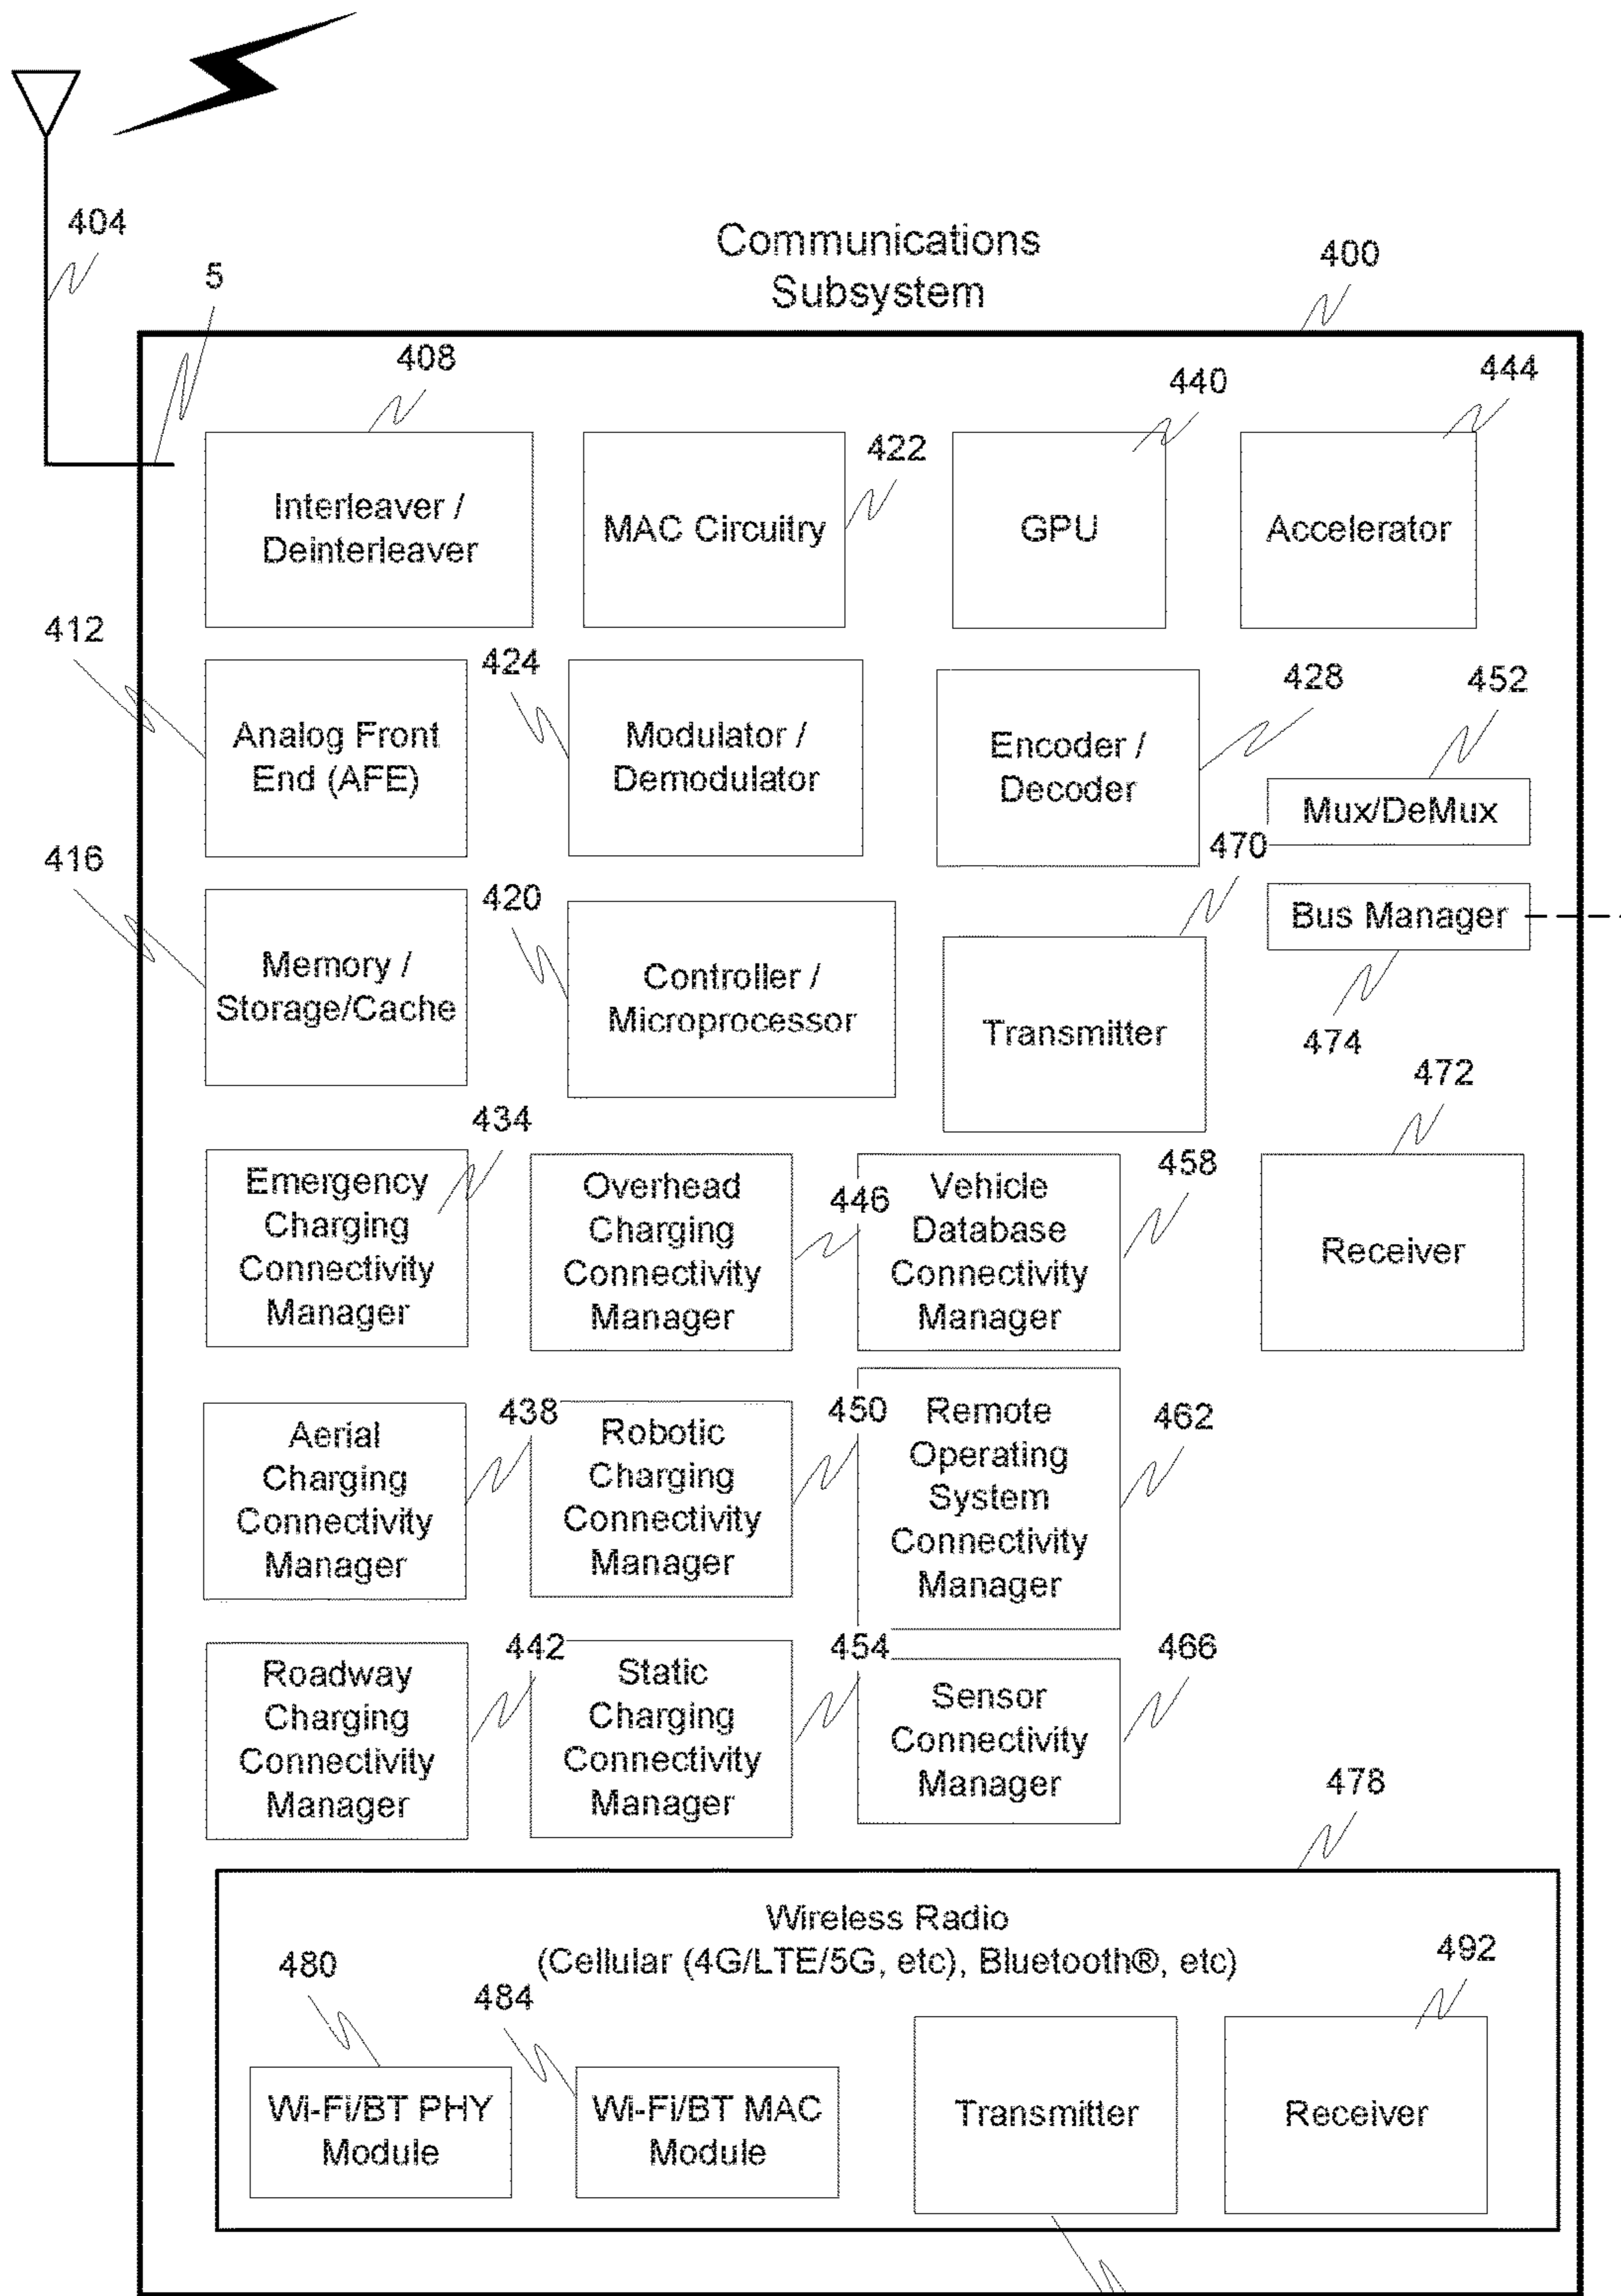 404
5
Communications
Subsystem
400
408
440
444
422
Interleaver /
Deinterleaver
MAC Circuitry
GPU
Accelerator
412
424
428
452
Analog Front
End (AFE)
Modulator /
Demodulator
Encoder /
Decoder
Mux/DeMux
470
416
420
Bus Manager
474
Memory /
Storage/Cache
Controller /
Microprocessor
Transmitter
472
434
Emergency
Charging
Connectivity
Manager
Overhead
Charging
Connectivity
Manager
446
Vehicle
Database
Connectivity
Manager
458
Receiver
Aerial
Charging
Connectivity
Manager
438
Robotic
Charging
Connectivity
Manager
450
Remote
Operating
System
Connectivity
Manager
462
Roadway
Charging
Connectivity
Manager
442
Static
Charging
Connectivity
Manager
454
Sensor
Connectivity
Manager
466
478
Wireless Radio
(Cellular (4G/LTE/5G, etc), Bluetooth®, etc)
480
484
492
Wi-Fi/BT PHY
Module
Wi-Fi/BT MAC
Module
Transmitter
Receiver